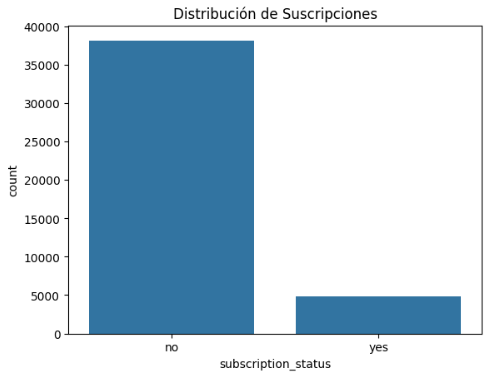 Distribución de Suscripciones
40000
35000
30000
25000
20000
15000
10000
5000
0
count
no yes
subscription_status